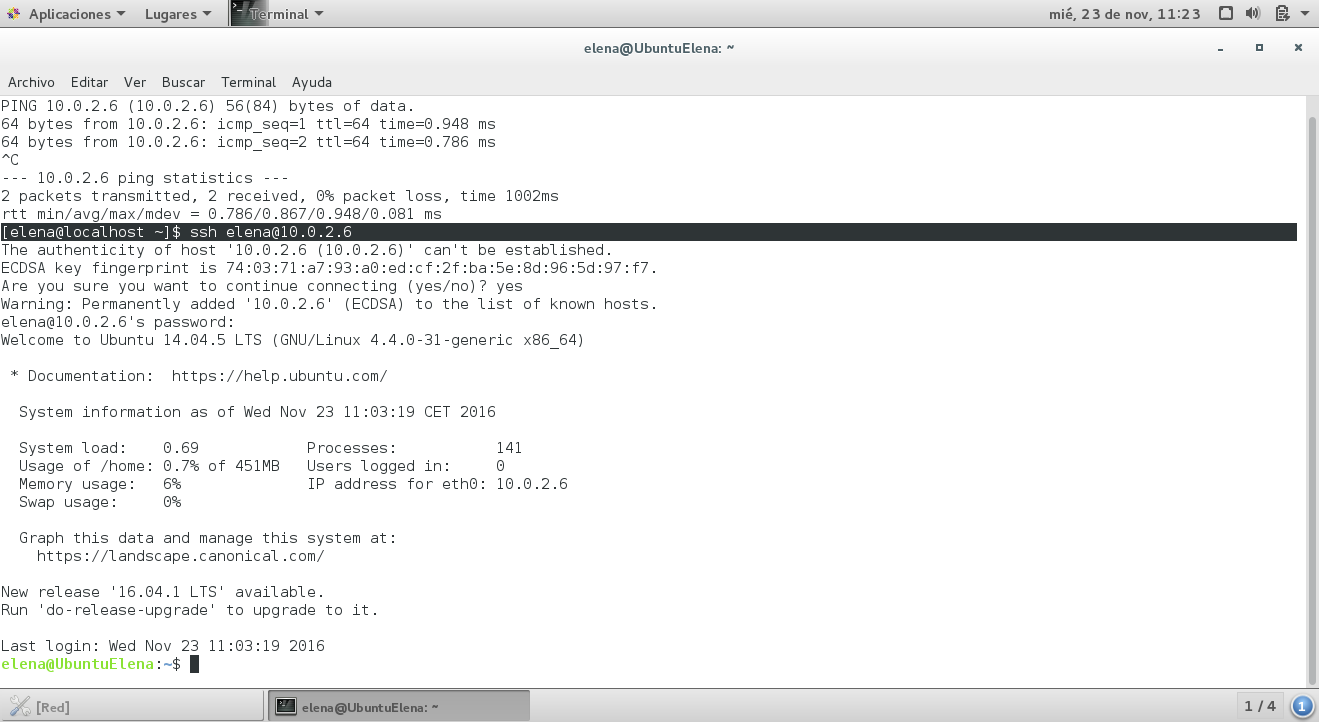 Aplicaciones Lugares Terminal mié, 23 de nov, 11:23
elena@UbuntuElena: ~
Archivo Editar Ver Buscar Terminal Ayuda
PING 10.0.2.6 (10.0.2.6) 56(84) bytes of data.
64 bytes from 10.0.2.6: icmp_seq=1 ttl=64 time=0.948 ms
64 bytes from 10.0.2.6: icmp_seq=2 ttl=64 time=0.786 ms
^C
--- 10.0.2.6 ping statistics ---
2 packets transmitted, 2 received, 0% packet loss, time 1002ms
rtt min/avg/max/mdev = 0.786/0.867/0.948/0.081 ms
[elena@localhost ~]$ ssh elena@10.0.2.6
The authenticity of host '10.0.2.6 (10.0.2.6)' can't be established.
ECDSA key fingerprint is 74:03:71:a7:93:a0:ed:cf:2f:ba:5e:8d:96:5d:97:f7.
Are you sure you want to continue connecting (yes/no)? yes
Warning: Permanently added '10.0.2.6' (ECDSA) to the list of known hosts.
elena@10.0.2.6's password:
Welcome to Ubuntu 14.04.5 LTS (GNU/Linux 4.4.0-31-generic x86_64)
* Documentation: https://help.ubuntu.com/
System information as of Wed Nov 23 11:03:19 CET 2016
System load: 0.69 Processes: 141
Usage of /home: 0.7% of 451MB Users logged in: 0
Memory usage: 6% IP address for eth0: 10.0.2.6
Swap usage: 0%
Graph this data and manage this system at:
https://landscape.canonical.com/
New release '16.04.1 LTS' available.
Run 'do-release-upgrade' to upgrade to it.
Last login: Wed Nov 23 11:03:19 2016
elena@UbuntuElena:~$
[Red] elena@UbuntuElena: ~ 1 / 4 1